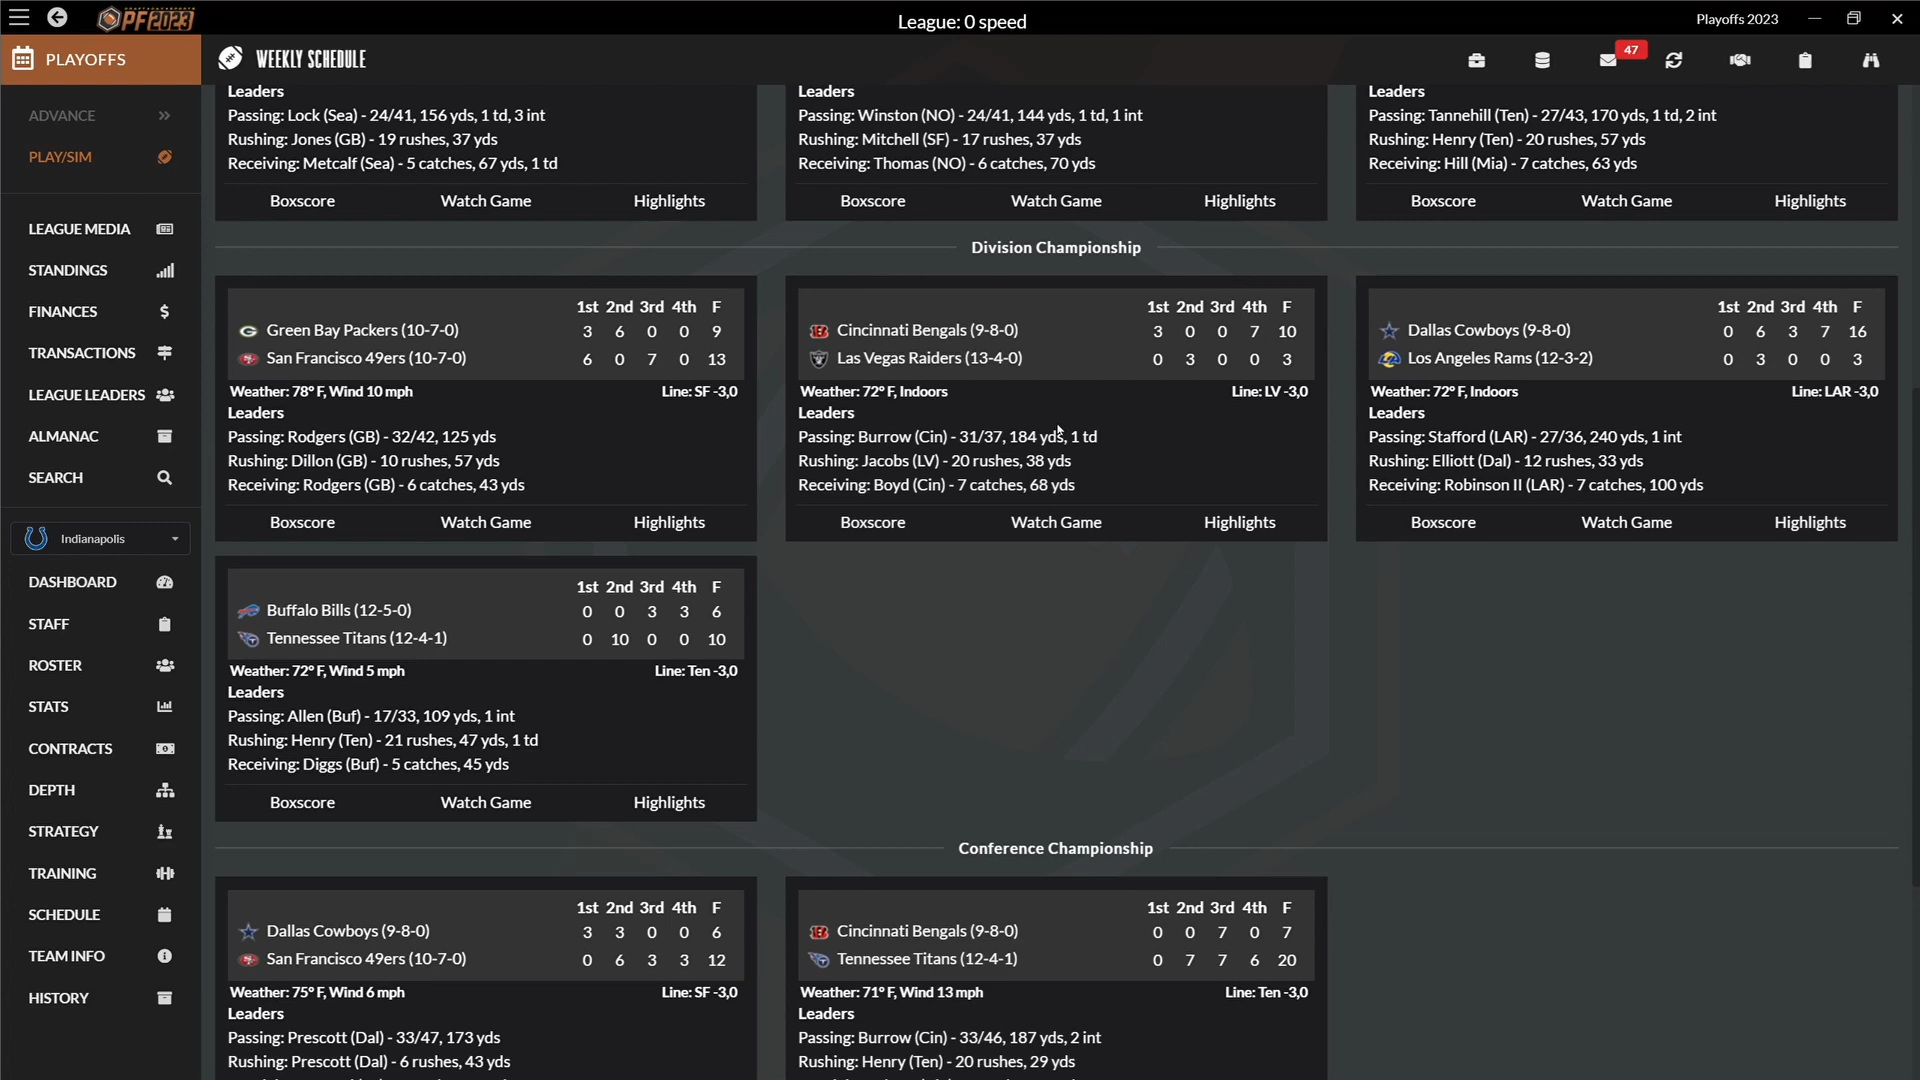 PF2023
League: 0 speed
Playoffs 2023
PLAYOFFS
WEEKLY SCHEDULE
47
ADVANCE
PLAY/SIM
LEAGUE MEDIA
STANDINGS
FINANCES
TRANSACTIONS
LEAGUE LEADERS
ALMANAC
SEARCH
Indianapolis
DASHBOARD
STAFF
ROSTER
STATS
CONTRACTS
DEPTH
STRATEGY
TRAINING
SCHEDULE
TEAM INFO
HISTORY
Leaders
Passing: Lock (Sea) - 24/41, 156 yds, 1 td, 3 int
Rushing: Jones (GB) - 19 rushes, 37 yds
Receiving: Metcalf (Sea) - 5 catches, 67 yds, 1 td
Boxscore Watch Game Highlights
Leaders
Passing: Winston (NO) - 24/41, 144 yds, 1 td, 1 int
Rushing: Mitchell (SF) - 17 rushes, 37 yds
Receiving: Thomas (NO) - 6 catches, 70 yds
Boxscore Watch Game Highlights
Leaders
Passing: Tannehill (Ten) - 27/43, 170 yds, 1 td, 2 int
Rushing: Henry (Ten) - 20 rushes, 57 yds
Receiving: Hill (Mia) - 7 catches, 63 yds
Boxscore Watch Game Highlights
Division Championship
1st 2nd 3rd 4th F
Green Bay Packers (10-7-0) 3 6 0 0 9
San Francisco 49ers (10-7-0) 6 0 7 0 13
Weather: 78° F, Wind 10 mph Line: SF -3,0
Leaders
Passing: Rodgers (GB) - 32/42, 125 yds
Rushing: Dillon (GB) - 10 rushes, 57 yds
Receiving: Rodgers (GB) - 6 catches, 43 yds
Boxscore Watch Game Highlights
1st 2nd 3rd 4th F
Cincinnati Bengals (9-8-0) 3 0 0 7 10
Las Vegas Raiders (13-4-0) 0 3 0 0 3
Weather: 72° F, Indoors Line: LV -3,0
Leaders
Passing: Burrow (Cin) - 31/37, 184 yds, 1 td
Rushing: Jacobs (LV) - 20 rushes, 38 yds
Receiving: Boyd (Cin) - 7 catches, 68 yds
Boxscore Watch Game Highlights
1st 2nd 3rd 4th F
Dallas Cowboys (9-8-0) 0 6 3 7 16
Los Angeles Rams (12-3-2) 0 3 0 0 3
Weather: 72° F, Indoors Line: LAR -3,0
Leaders
Passing: Stafford (LAR) - 27/36, 240 yds, 1 int
Rushing: Elliott (Dal) - 12 rushes, 33 yds
Receiving: Robinson II (LAR) - 7 catches, 100 yds
Boxscore Watch Game Highlights
1st 2nd 3rd 4th F
Buffalo Bills (12-5-0) 0 0 3 3 6
Tennessee Titans (12-4-1) 0 10 0 0 10
Weather: 72° F, Wind 5 mph Line: Ten -3,0
Leaders
Passing: Allen (Buf) - 17/33, 109 yds, 1 int
Rushing: Henry (Ten) - 21 rushes, 47 yds, 1 td
Receiving: Diggs (Buf) - 5 catches, 45 yds
Boxscore Watch Game Highlights
Conference Championship
1st 2nd 3rd 4th F
Dallas Cowboys (9-8-0) 3 3 0 0 6
San Francisco 49ers (10-7-0) 0 6 3 3 12
Weather: 75° F, Wind 6 mph Line: SF -3,0
Leaders
Passing: Prescott (Dal) - 33/47, 173 yds
Rushing: Prescott (Dal) - 6 rushes, 43 yds
1st 2nd 3rd 4th F
Cincinnati Bengals (9-8-0) 0 0 7 0 7
Tennessee Titans (12-4-1) 0 7 7 6 20
Weather: 71° F, Wind 13 mph Line: Ten -3,0
Leaders
Passing: Burrow (Cin) - 33/46, 187 yds, 2 int
Rushing: Henry (Ten) - 20 rushes, 29 yds